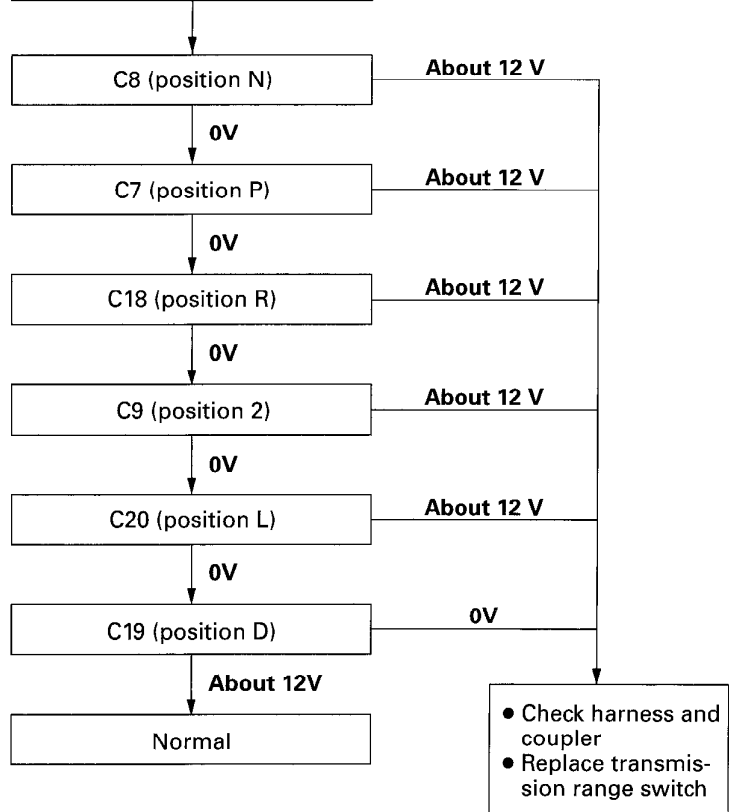 C8 (position N)
About 12 V
0V
C7 (position P)
About 12 V
0V
C18 (position R)
About 12 V
0V
C9 (position 2)
About 12 V
0V
C20 (position L)
About 12 V
0V
C19 (position D)
0V
About 12V
Normal
● Check harness and
coupler
● Replace transmis-
sion range switch